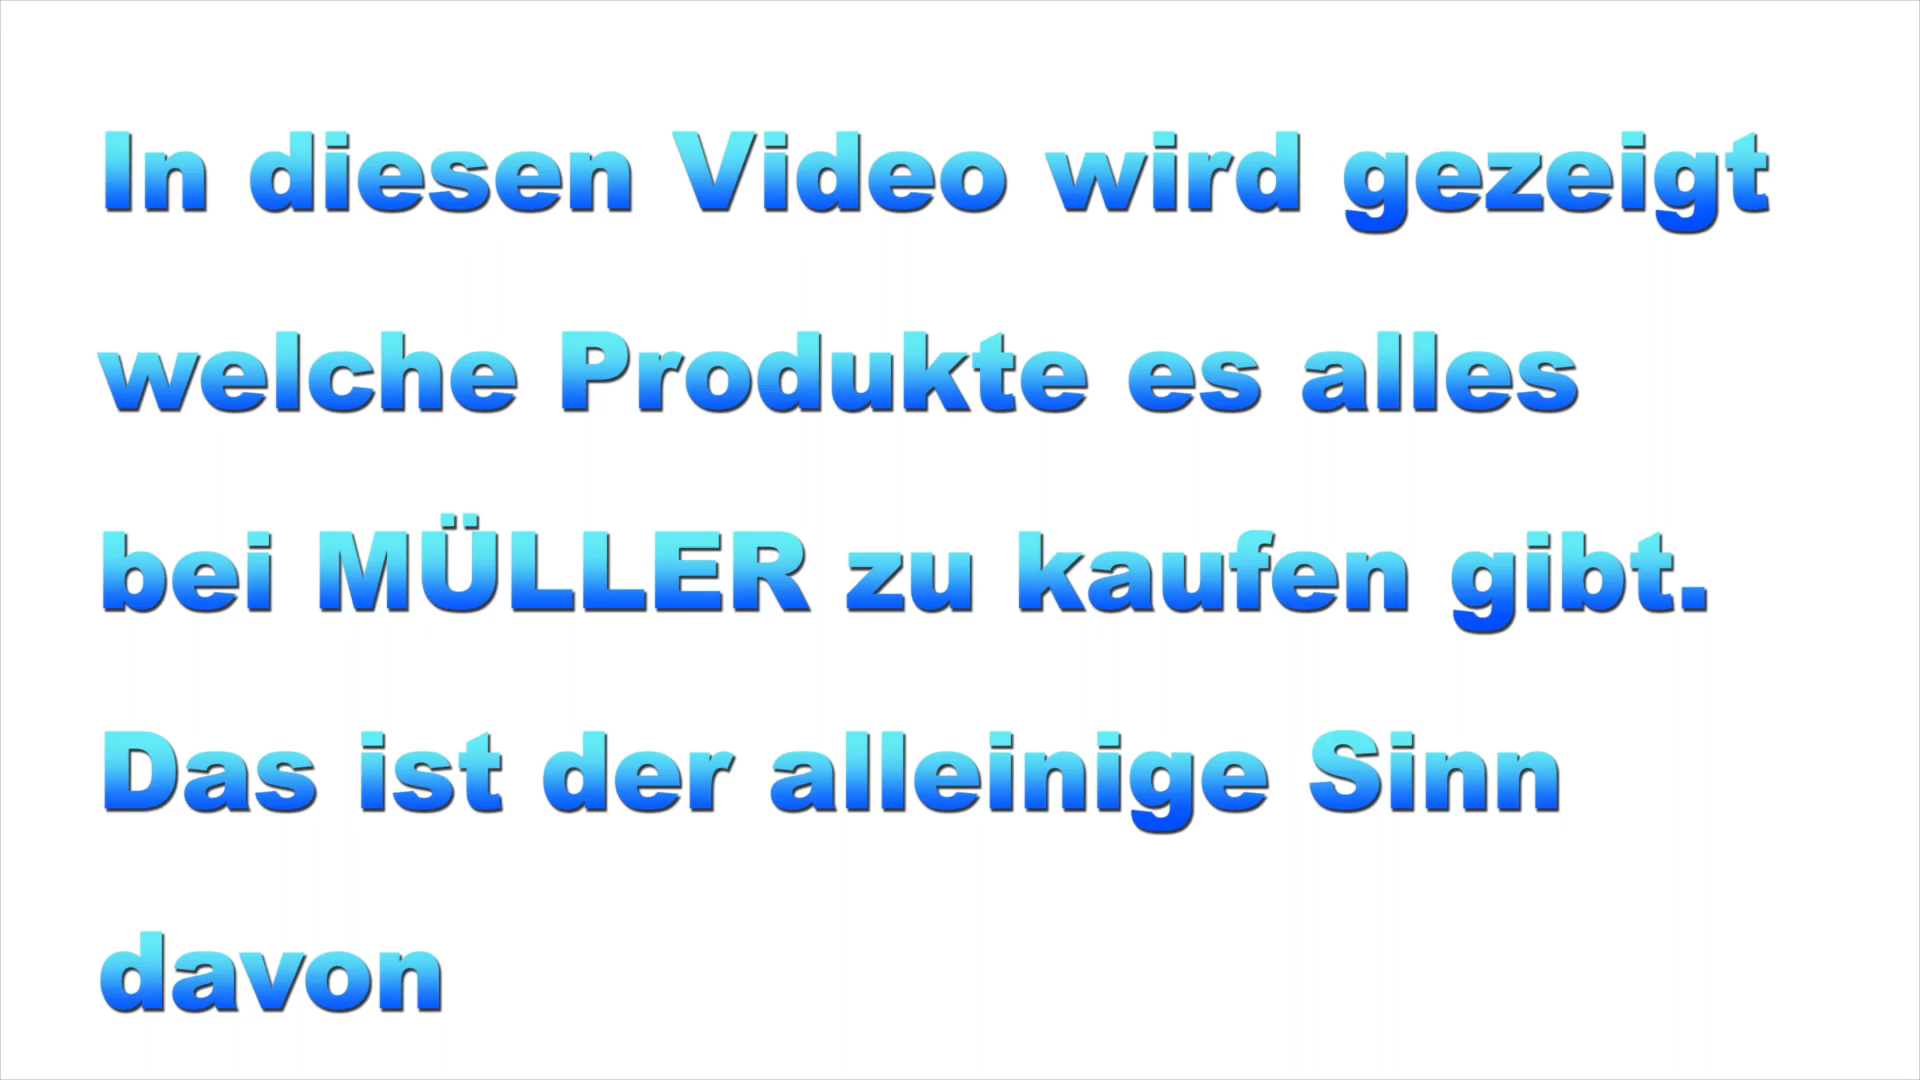 In diesen Video wird gezeigt
welche Produkte es alles
bei MÜLLER zu kaufen gibt.
Das ist der alleinige Sinn
davon